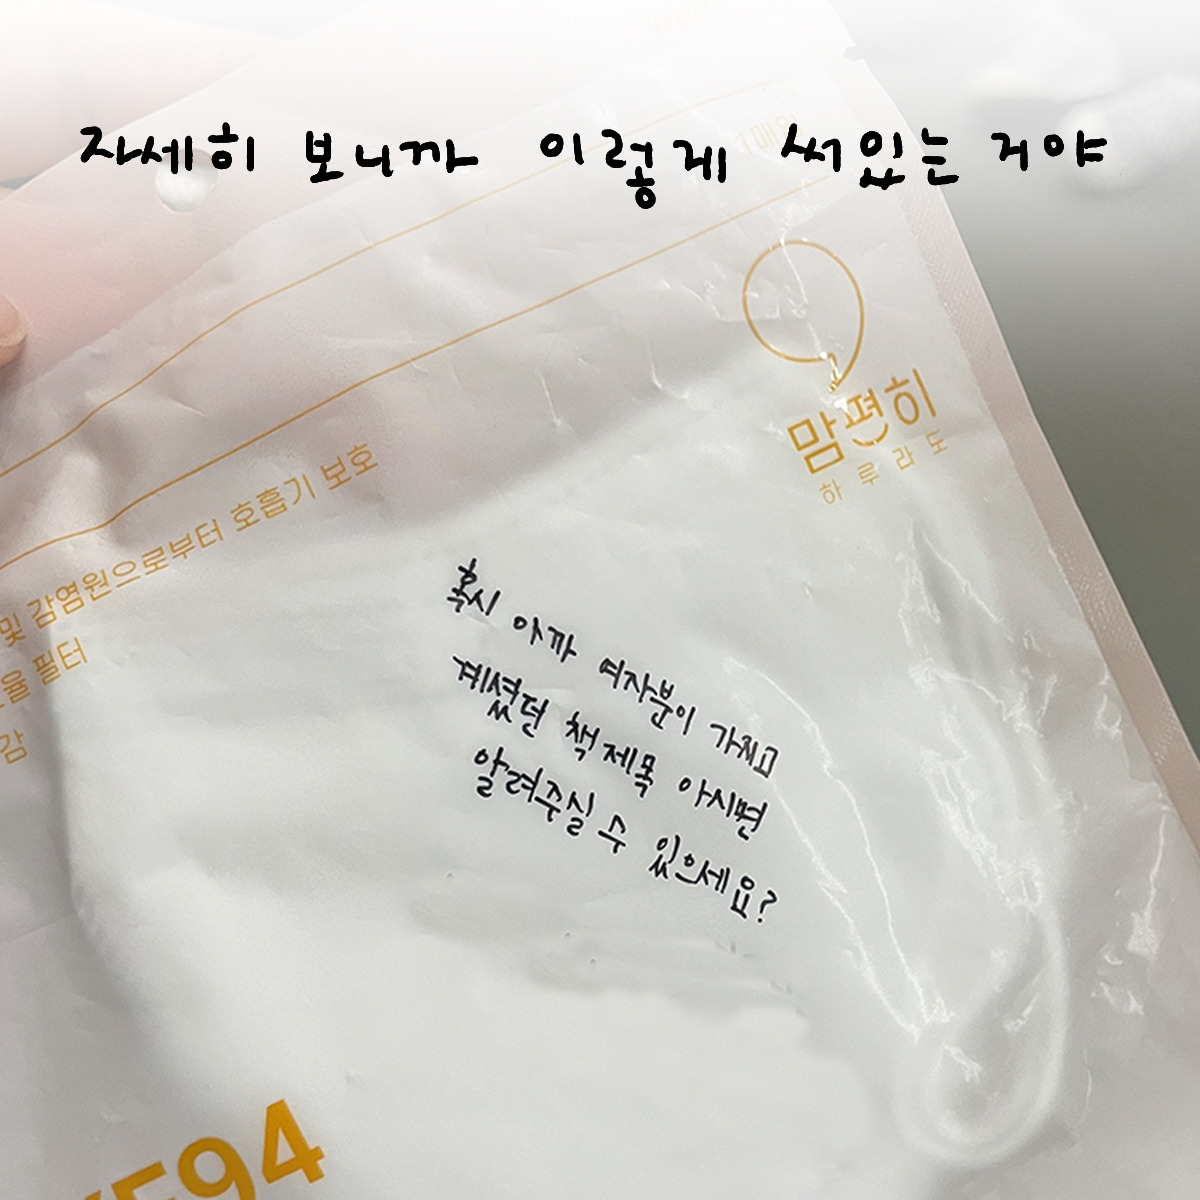 자세히 보니까 이렇게 써있는 거야
맘편히
하루라도
및 감염원으로부터 호흡기 보호
율 필터
감
혹시 아까 여자분이 가지고
계셨던 책 제목 아시면
알려주실 수 있으세요?
F94